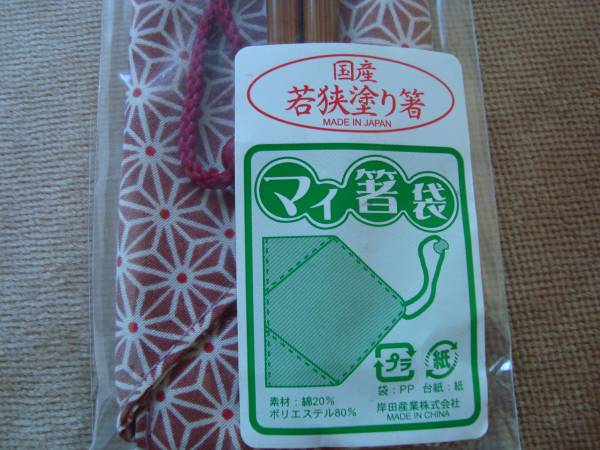 国産
若狭塗り箸
MADE IN JAPAN
マイ箸袋
プラ
紙
袋：PP 台紙：紙
素材：綿20%
ポリエステル80%
岸田産業株式会社
MADE IN CHINA